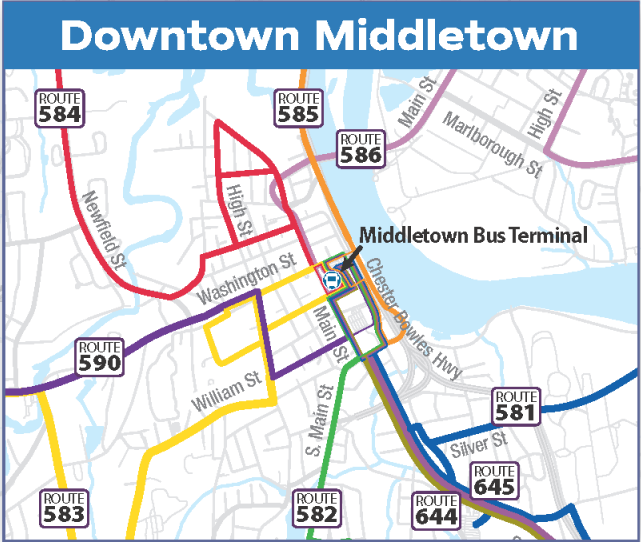 Downtown Middletown
ROUTE
584
ROUTE
585
Main St
High St
ROUTE
586
Marlborough St
Newfield St
High St
Middletown Bus Terminal
Washington St
Chester Bowles Hwy
Main St
ROUTE
590
William St
S. Main St
ROUTE
581
Silver St
ROUTE
645
ROUTE
583
ROUTE
582
ROUTE
644